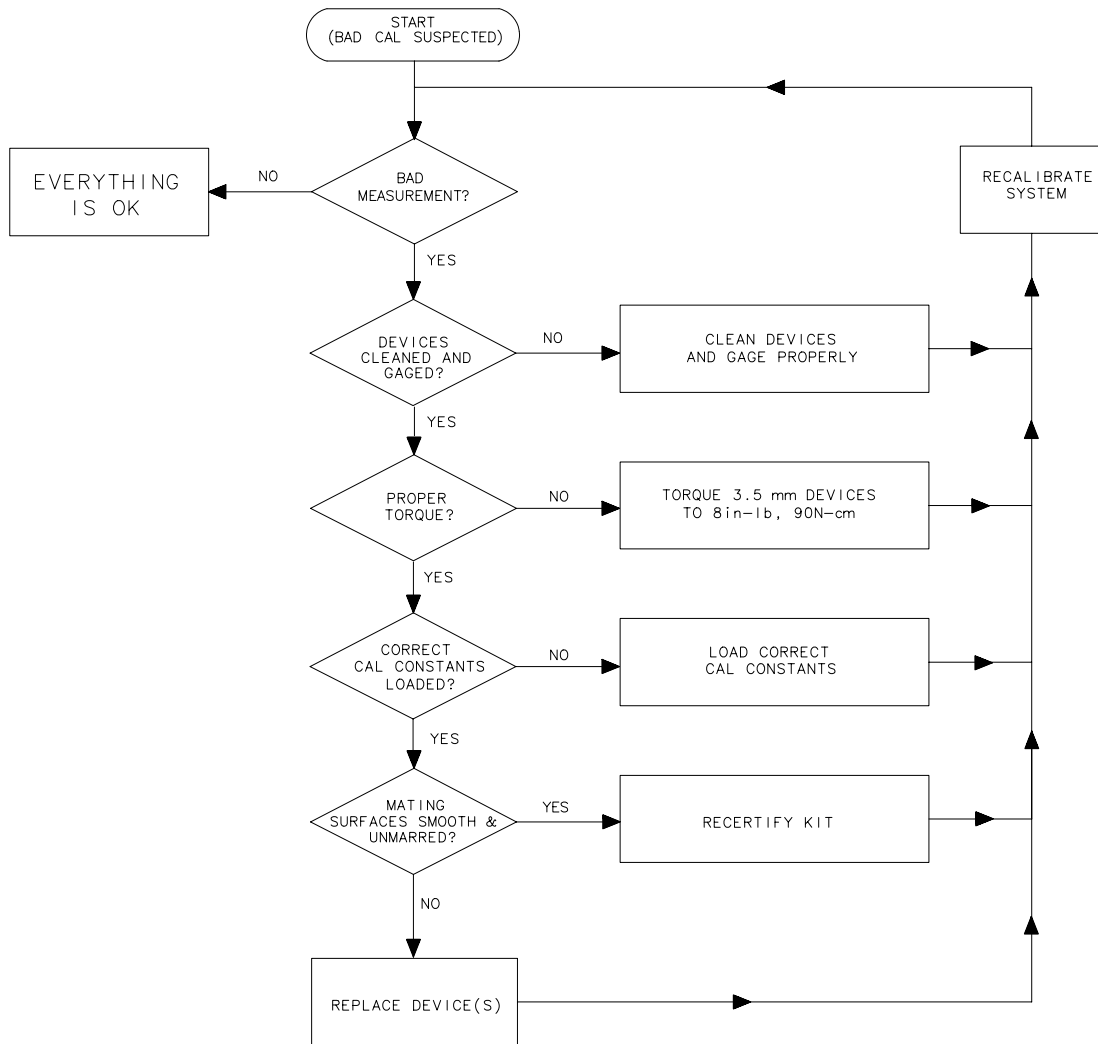 START
(BAD CAL SUSPECTED)
BAD
MEASUREMENT?
NO
EVERYTHING
IS OK
YES
RECALIBRATE
SYSTEM
DEVICES
CLEANED AND
GAGED?
NO
CLEAN DEVICES
AND GAGE PROPERLY
YES
PROPER
TORQUE?
NO
TORQUE 3.5 mm DEVICES
TO 8in-lb, 90N-cm
YES
CORRECT
CAL CONSTANTS
LOADED?
NO
LOAD CORRECT
CAL CONSTANTS
YES
MATING
SURFACES SMOOTH &
UNMARRED?
YES
RECERTIFY KIT
NO
REPLACE DEVICE(S)